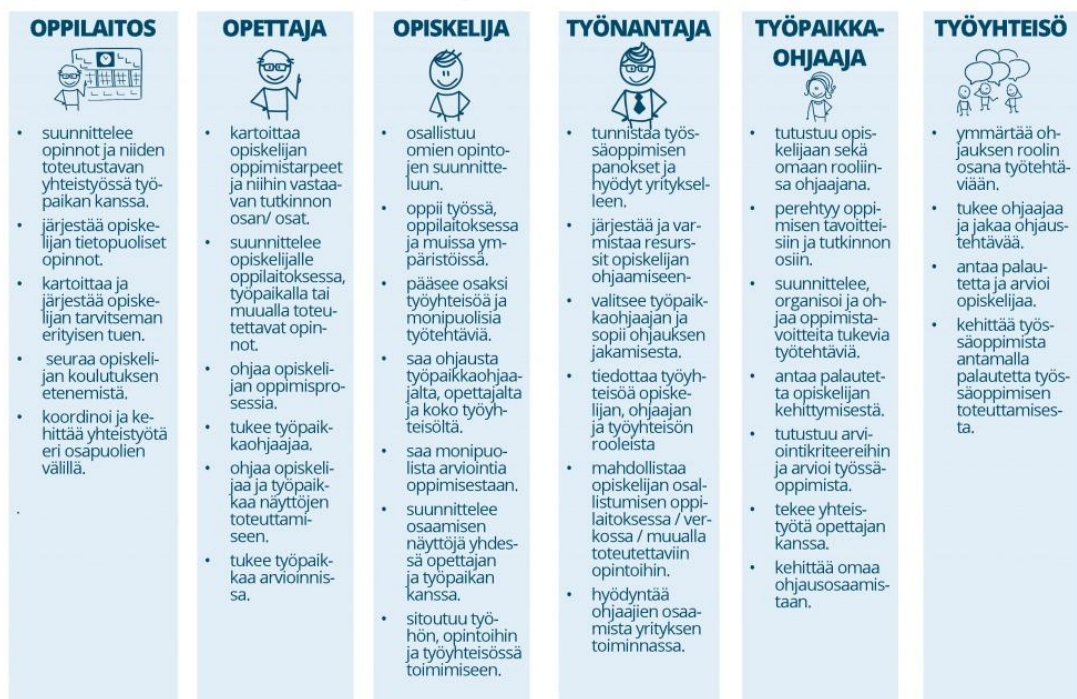 OPPILAITOS
• suunnittelee
opinnot ja niiden
toteutustavan
yhteistyössä työ-
paikan kanssa.
• järjestää opiske-
lijan tietopuoliset
opinnot.
• kartoittaa ja
järjestää opiske-
lijan tarvitseman
erityisen tuen.
• seuraa opiskeli-
jan koulutuksen
etenemistä.
• koordinoi ja ke-
hittää yhteistyötä
eri osapuolien
välillä.
.
OPETTAJA
• kartoittaa
opiskelijan
oppimistarpeet
ja niihin vastaa-
van tutkinnon
osan/ osat.
• suunnittelee
opiskelijalle
oppilaitoksessa,
työpaikalla tai
muualla toteu-
tettavat opin-
not.
• ohjaa opiskeli-
jan oppimispro-
sessia.
• tukee työpaik-
kaohjaajaa.
• ohjaa opiskeli-
jaa ja työpaik-
kaa näyttöjen
toteuttami-
seen.
• tukee työpaik-
kaa arvioinnis-
sa.
OPISKELIJA
• osallistuu
omien opinto-
jen suunnitte-
luun.
• oppii työssä,
oppilaitoksessa
ja muissa ym-
päristöissä.
• pääsee osaksi
työyhteisöä ja
monipuolisia
työtehtäviä.
• saa ohjausta
työpaikkaohjaa-
jalta, opettajalta
ja koko työyh-
teisöltä.
• saa monipuo-
lista arviointia
oppimisestaan.
• suunnittelee
osaamisen
näyttöjä yhdes-
sä opettajan
ja työpaikan
kanssa.
• sitoutuu työ-
hön, opintoihin
ja työyhteisössä
toimimiseen.
TYÖNANTAJA
• tunnistaa työs-
säoppimisen
panokset ja
hyödyt yrityksel-
leen.
• järjestää ja var-
mistaa resurs-
sit opiskelijan
ohjaamiseen-
• valitsee työpaik-
kaohjaajan ja
sopii ohjauksen
jakamisesta.
• tiedottaa työyh-
teisöä opiske-
lijan, ohjaajan
ja työyhteisön
rooleista
• mahdollistaa
opiskelijan osal-
listumisen oppi-
laitoksessa / ver-
kossa / muualla
toteutettaviin
opintoihin.
• hyödyntää
ohjaajien osaa-
mista yrityksen
toiminnassa.
TYÖPAIKKA-
OHJAAJA
• tutustuu opis-
kelijaan sekä
omaan rooliin-
sa ohjaajana.
• perehtyy oppi-
misen tavoittei-
siin ja tutkinnon
osiin.
• suunnittelee,
organisoi ja oh-
jaa oppimista-
voitteita tukevia
työtehtäviä.
• antaa palautet-
ta opiskelijan
kehittymisestä.
• tutustuu arvi-
ointikriteereihin
ja arvioi työssä-
oppimista.
• tekee yhteis-
työtä opettajan
kanssa.
• kehittää omaa
ohjausosaamis-
taan.
TYÖYHTEISÖ
• ymmärtää oh-
jauksen roolin
osana työtehtä-
viään.
• tukee ohjaajaa
ja jakaa ohjaus-
tehtävää.
• antaa palau-
tetta ja arvioi
opiskelijaa.
• kehittää työs-
säoppimista
antamalla
palautetta työs-
säoppimisen
toteuttamises-
ta.